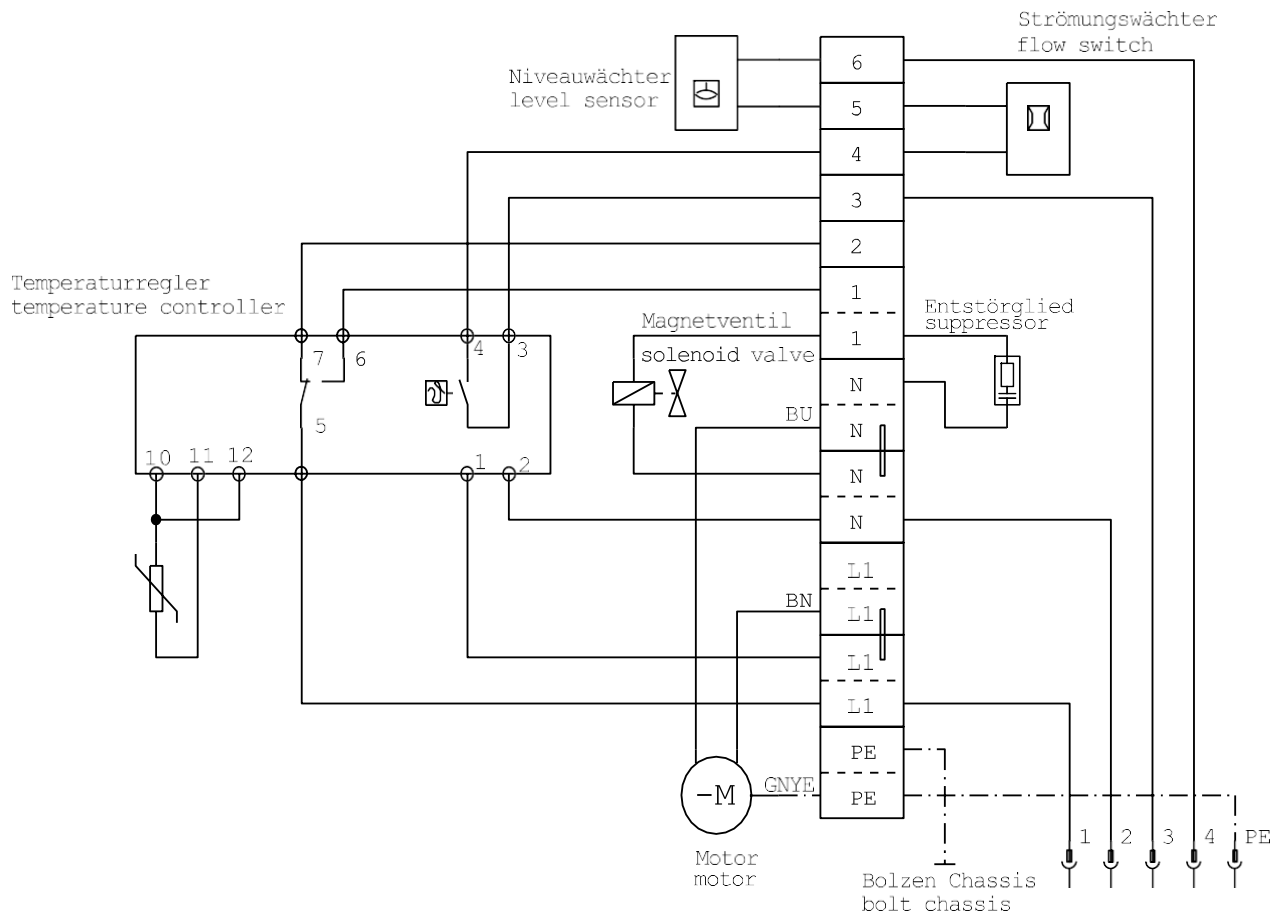 Strömungswächter
flow switch
Niveauwächter
level sensor
6
5
4
3
2
1
1
N
N
N
N
L1
L1
L1
L1
PE
PE
Temperaturregler
temperature controller
7
6
4
3
5
10
11
12
1
2
Magnetventil
solenoid valve
Entstörglied
suppressor
BU
BN
GNYE
-M
Motor
motor
Bolzen Chassis
bolt chassis
1
2
3
4
PE